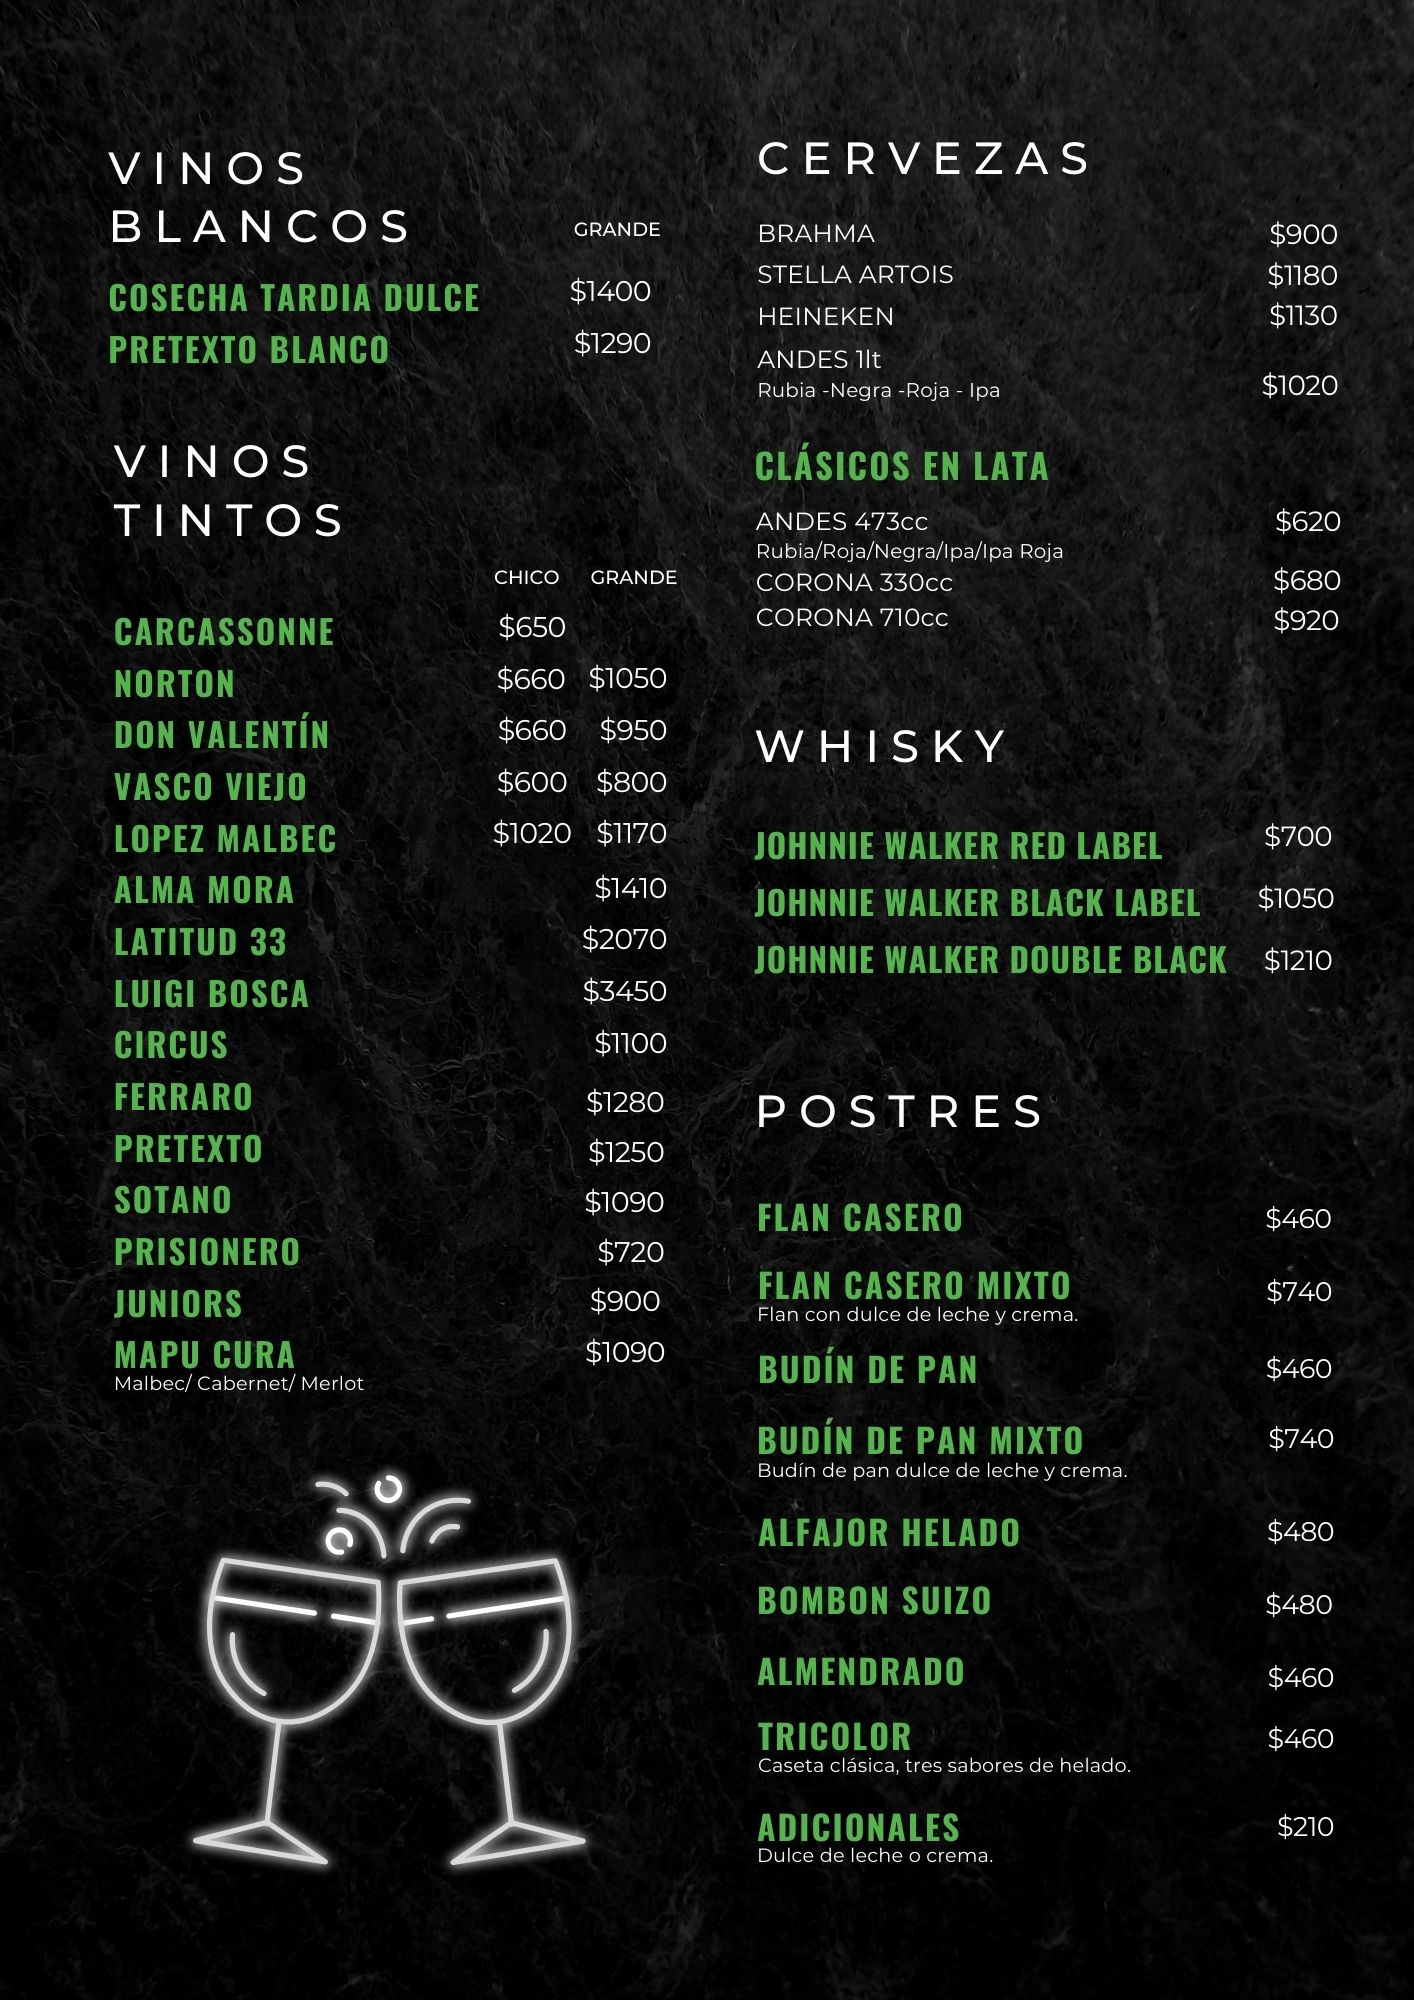 VINOS
BLANCOS
GRANDE
COSECHA TARDIA DULCE $1400
PRETEXTO BLANCO $1290
VINOS
TINTOS
CHICO GRANDE
CARCASSONNE $650
NORTON $660 $1050
DON VALENTÍN $660 $950
VASCO VIEJO $600 $800
LOPEZ MALBEC $1020 $1170
ALMA MORA $1410
LATITUD 33 $2070
LUIGI BOSCA $3450
CIRCUS $1100
FERRARO $1280
PRETEXTO $1250
SOTANO $1090
PRISIONERO $720
JUNIORS $900
MAPU CURA $1090
Malbec/ Cabernet/ Merlot
CERVEZAS
BRAHMA $900
STELLA ARTOIS $1180
HEINEKEN $1130
ANDES 1lt
Rubia -Negra -Roja - Ipa $1020
CLÁSICOS EN LATA
ANDES 473cc $620
Rubia/Roja/Negra/Ipa/Ipa Roja
CORONA 330cc $680
CORONA 710cc $920
WHISKY
JOHNNIE WALKER RED LABEL $700
JOHNNIE WALKER BLACK LABEL $1050
JOHNNIE WALKER DOUBLE BLACK $1210
POSTRES
FLAN CASERO $460
FLAN CASERO MIXTO $740
Flan con dulce de leche y crema.
BUDÍN DE PAN $460
BUDÍN DE PAN MIXTO $740
Budín de pan dulce de leche y crema.
ALFAJOR HELADO $480
BOMBON SUIZO $480
ALMENDRADO $460
TRICOLOR $460
Caseta clásica, tres sabores de helado.
ADICIONALES $210
Dulce de leche o crema.